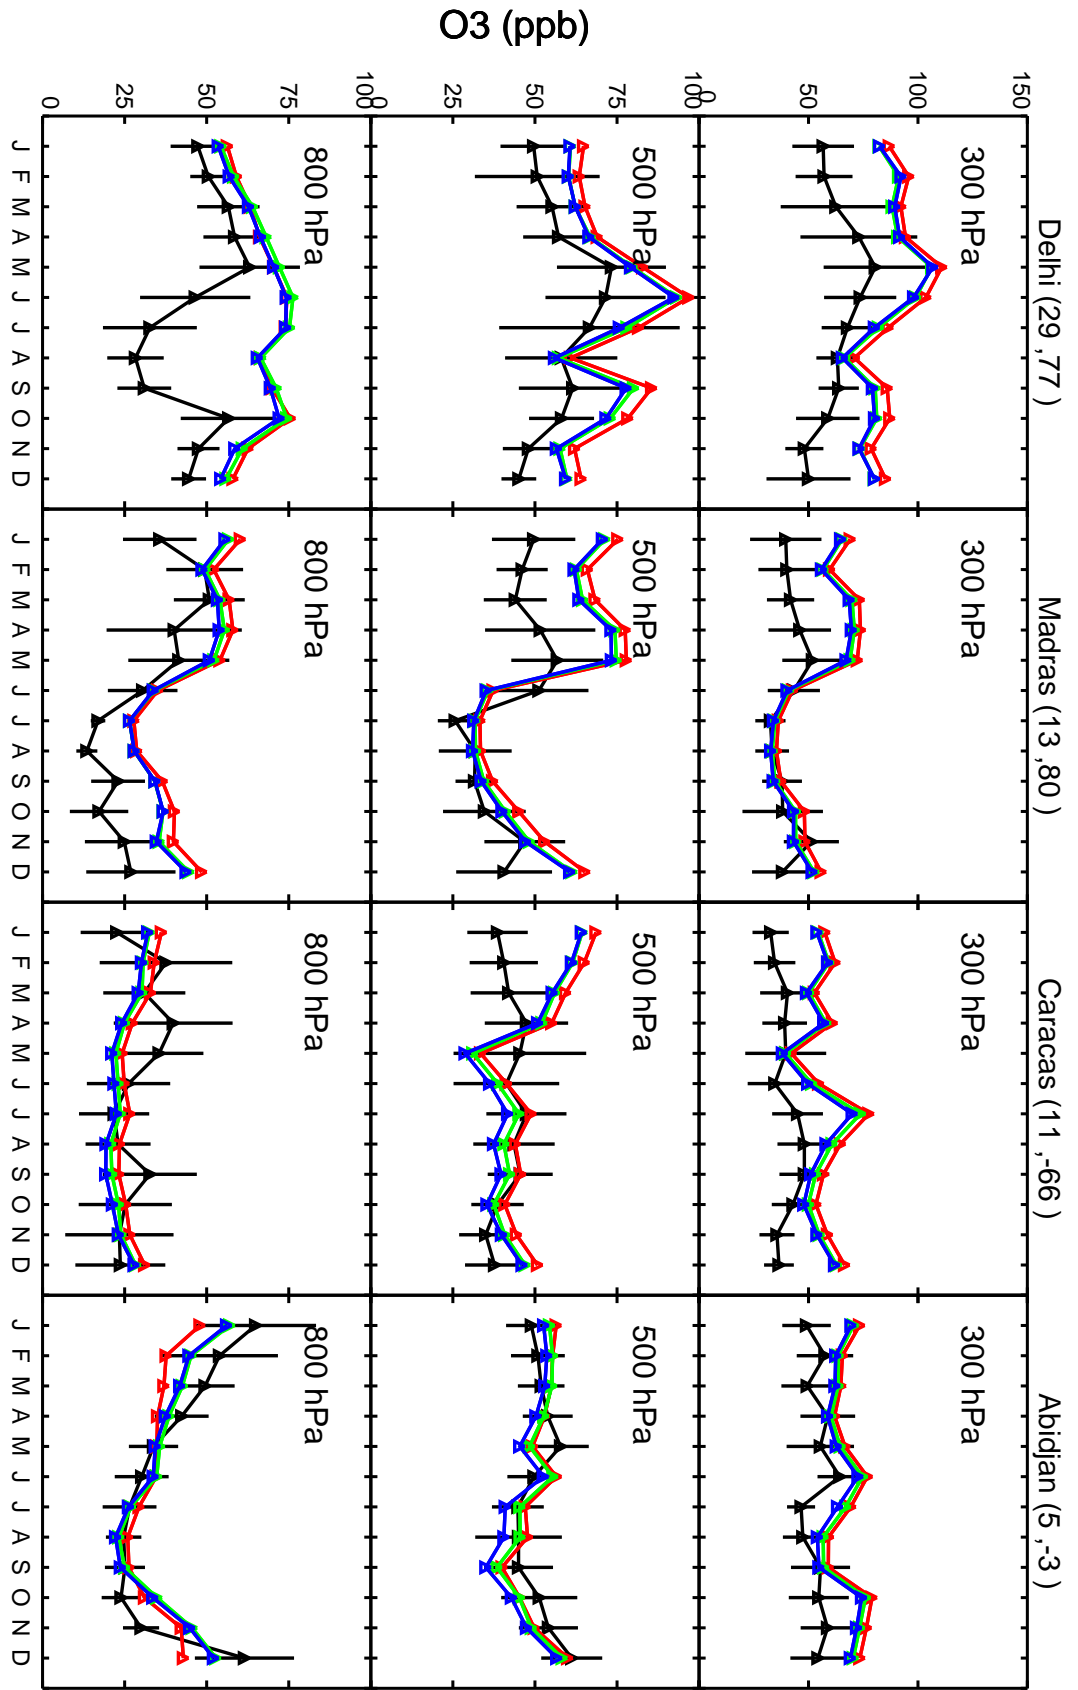 Delhi (29 ,77 )
Madras (13 ,80 )
Caracas (11 ,-66 )
Abidjan (5 ,-3 )
O3 (ppb)
150
100
50
0
300 hPa
300 hPa
300 hPa
300 hPa
100
75
50
25
0
500 hPa
500 hPa
500 hPa
500 hPa
100
75
50
25
0
800 hPa
800 hPa
800 hPa
800 hPa
J F M A M J J A S O N D
J F M A M J J A S O N D
J F M A M J J A S O N D
J F M A M J J A S O N D